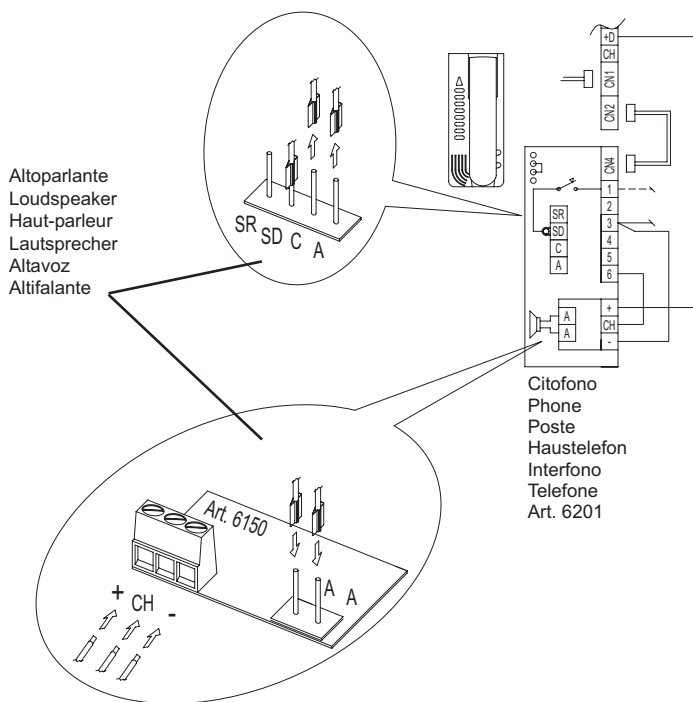 Altoparlante
Loudspeaker
Haut-parleur
Lautsprecher
Altavoz
Altifalante
SR SD C A
+D
CH
CN1
CN2
CN4
1
2
3
4
5
6
SR
SD
C
A
+
CH
-
A
A
Citofono
Phone
Poste
Haustelefon
Interfono
Telefone
Art. 6201
Art. 6150
A A
+ CH -